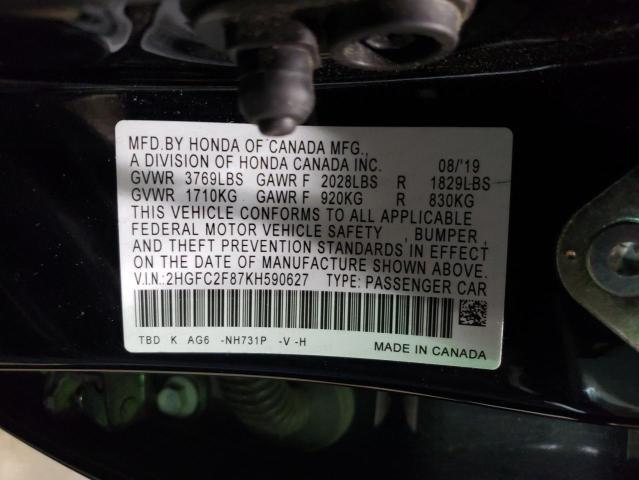 MFD.BY HONDA OF CANADA MFG.,
A DIVISION OF HONDA CANADA INC. 08/'19
GVWR 3769LBS GAWR F 2028LBS R 1829LBS
GVWR 1710KG GAWR F 920KG R 830KG
THIS VEHICLE CONFORMS TO ALL APPLICABLE
FEDERAL MOTOR VEHICLE SAFETY , BUMPER ,
AND THEFT PREVENTION STANDARDS IN EFFECT
ON THE DATE OF MANUFACTURE SHOWN ABOVE.
V.I.N.:2HGFC2F87KH590627 TYPE: PASSENGER CAR
TBD K AG6 -NH731P -V -H
MADE IN CANADA